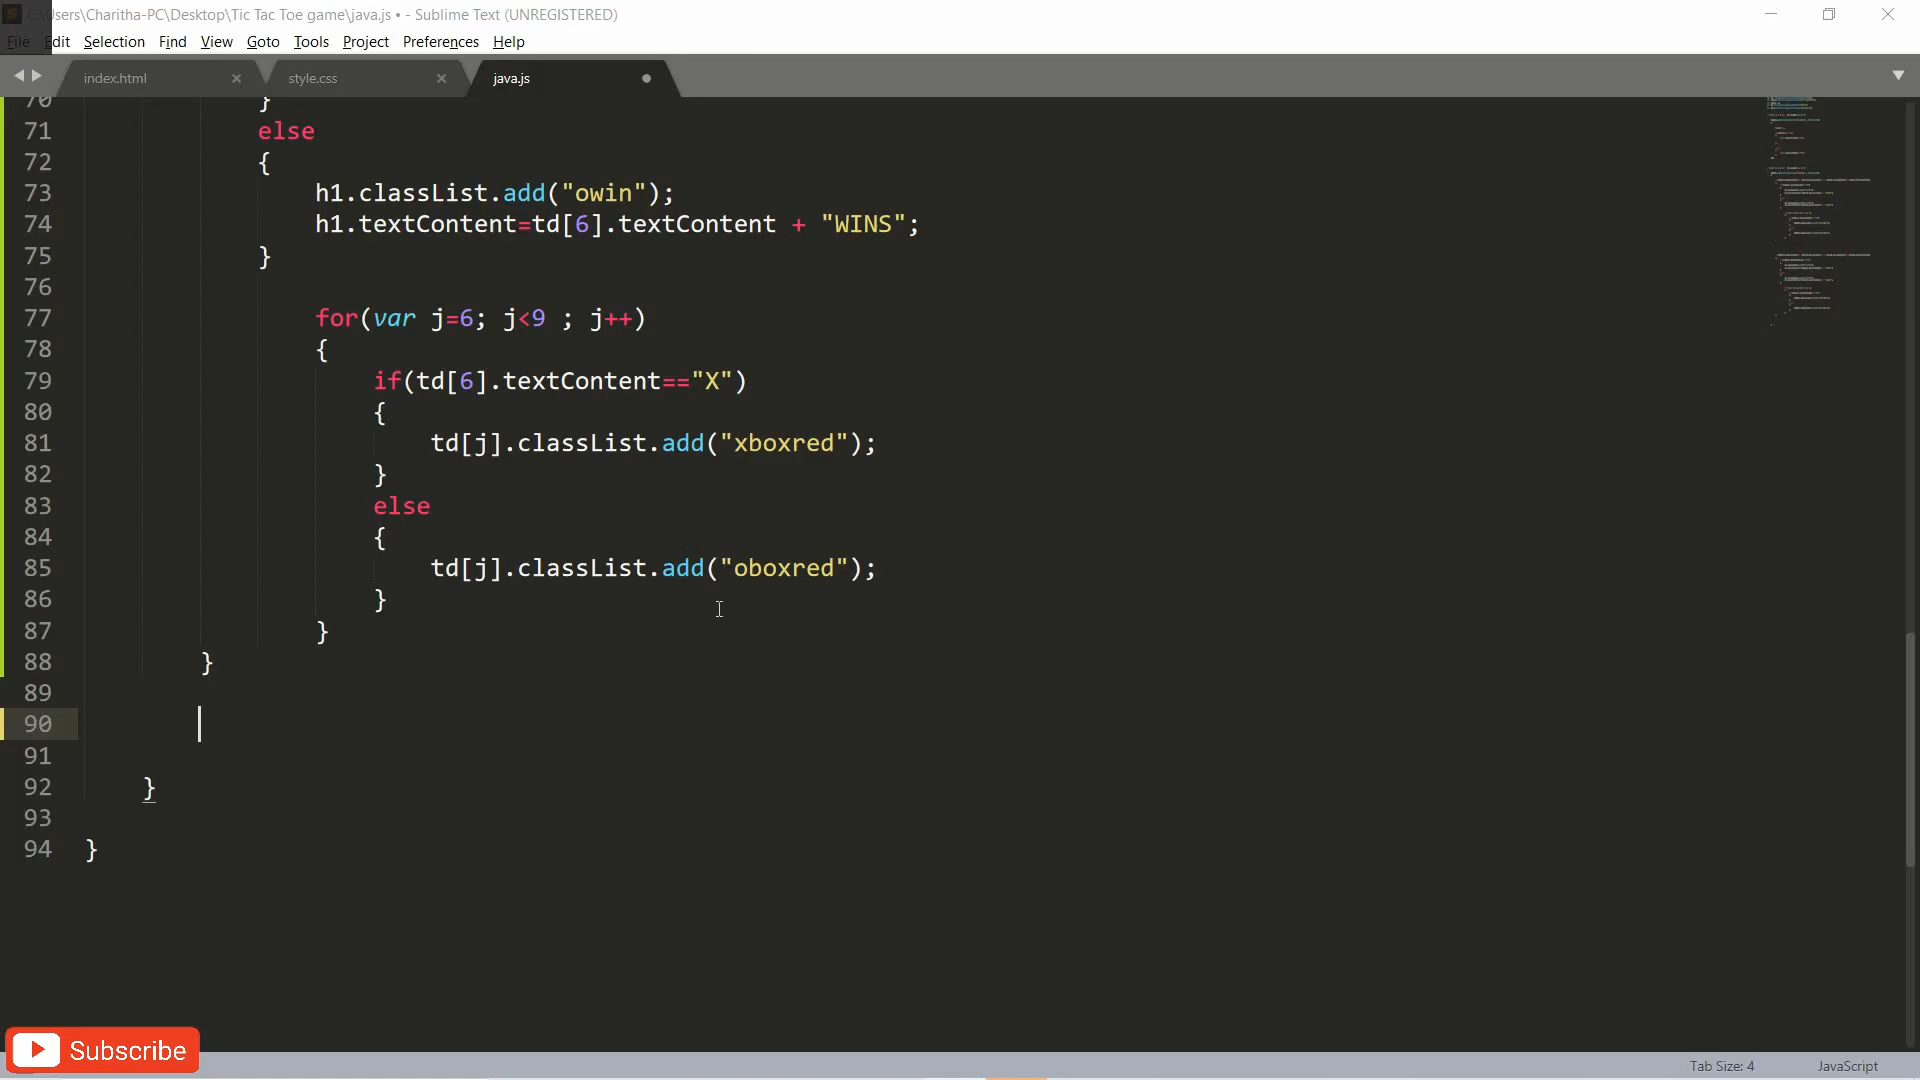 :\Users\Charitha-PC\Desktop\Tic Tac Toe game\java.js • - Sublime Text (UNREGISTERED)
File Edit Selection Find View Goto Tools Project Preferences Help
index.html style.css java.js
70 }
71 else
72 {
73 h1.classList.add("owin");
74 h1.textContent=td[6].textContent + "WINS";
75 }
76
77 for(var j=6; j<9 ; j++)
78 {
79 if(td[6].textContent=="X")
80 {
81 td[j].classList.add("xboxred");
82 }
83 else
84 {
85 td[j].classList.add("oboxred");
86 }
87 }
88 }
89
90
91
92 }
93
94 }
Subscribe
Tab Size: 4 JavaScript